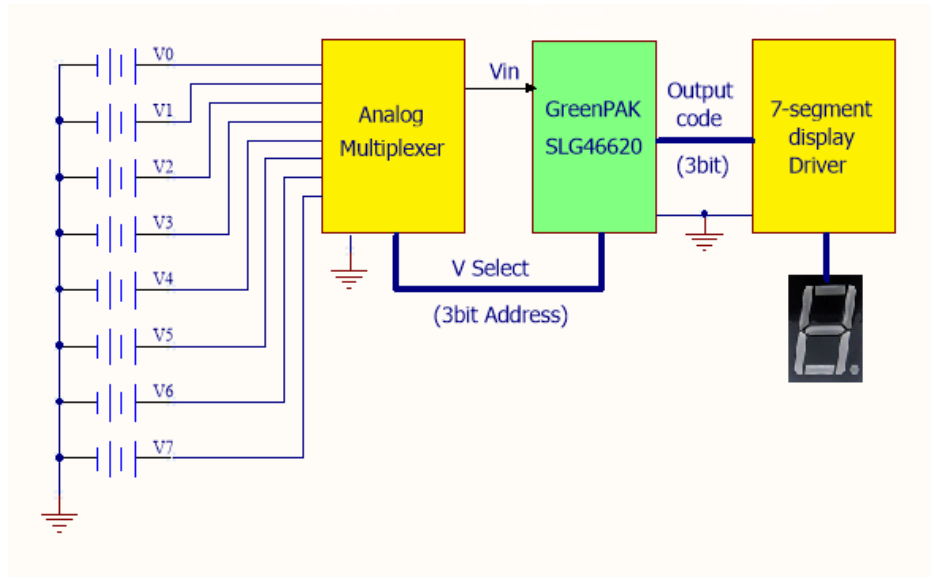 V0
V1
V2
V3
V4
V5
V6
V7
Analog
Multiplexer
Vin
GreenPAK
SLG46620
Output
code
(3bit)
7-segment
display
Driver
V Select
(3bit Address)